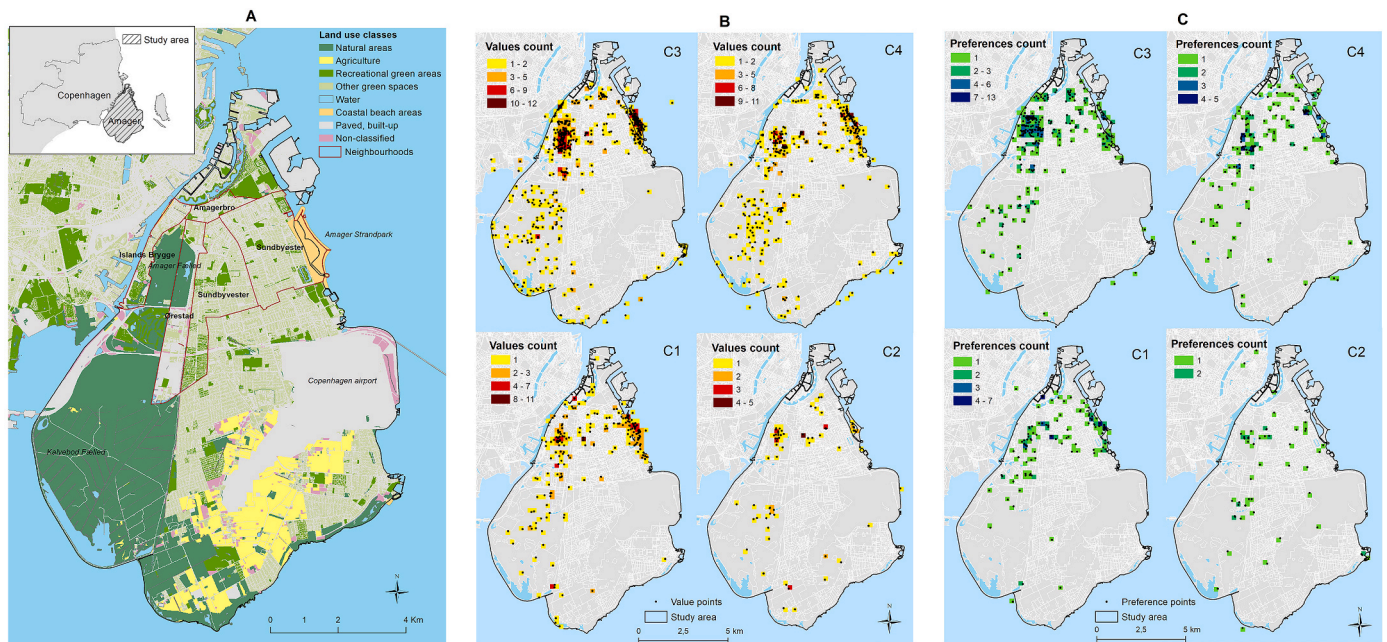 A
Study area
Copenhagen
Amager
Land use classes
Natural areas
Agriculture
Recreational green areas
Other green spaces
Water
Coastal beach areas
Paved, built-up
Non-classified
Neighbourhoods
Amagerbro
Amager Strandpark
Sundbyøster
Islands Brygge
Amager Fælled
Sundbyvester
Ørestad
Copenhagen airport
Kalvebod Fælled
N
0 2 4 Km
B
Values count
1 - 2
3 - 5
6 - 9
10 - 12
C3
Values count
1 - 2
3 - 5
6 - 8
9 - 11
C4
Values count
1
2 - 3
4 - 7
8 - 11
C1
Values count
1
2
3
4 - 5
C2
Value points
Study area
0 2,5 5 km
N
C
Preferences count
1
2 - 3
4 - 6
7 - 13
C3
Preferences count
1
2
3
4 - 5
C4
Preferences count
1
2
3
4 - 7
C1
Preferences count
1
2
C2
Preference points
Study area
0 2,5 5 km
N